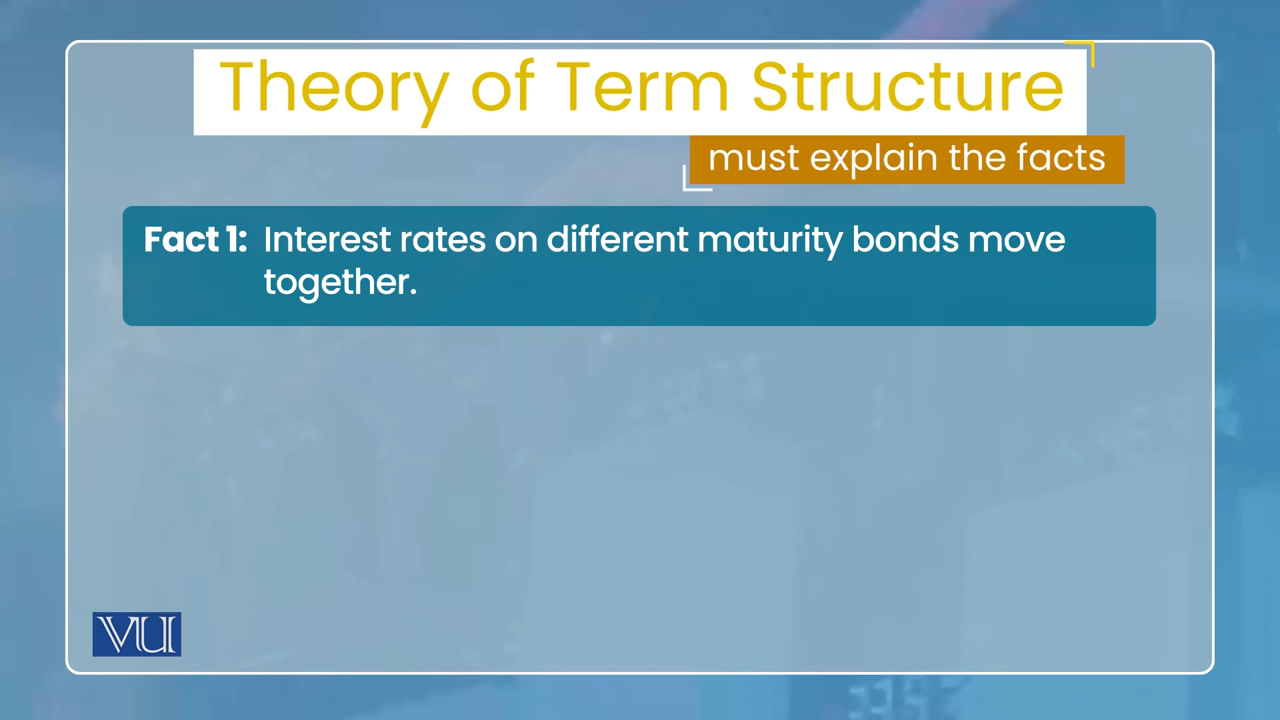 Theory of Term Structure
must explain the facts
Fact 1: Interest rates on different maturity bonds move
together.
VU